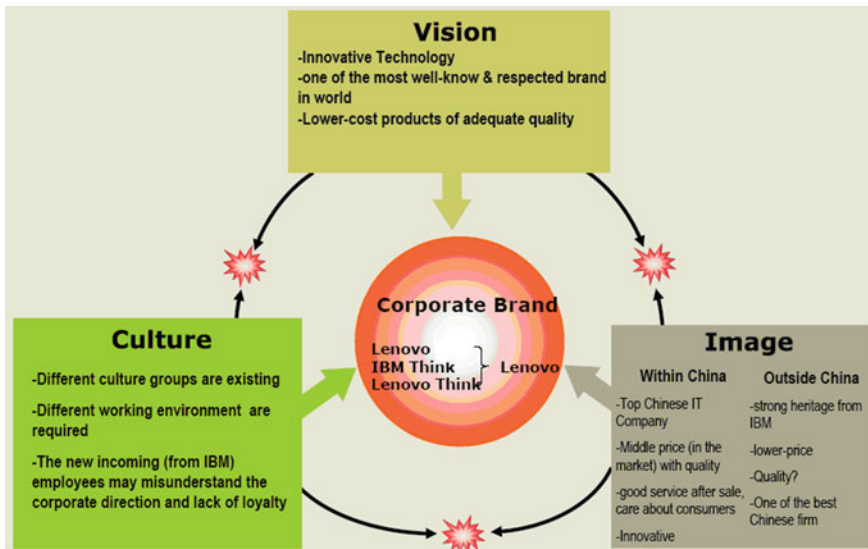 Vision
-Innovative Technology
-one of the most well-know & respected brand
in world
-Lower-cost products of adequate quality
Corporate Brand
Lenovo
IBM Think
Lenovo Think
Lenovo
Culture
-Different culture groups are existing
-Different working environment are
required
-The new incoming (from IBM)
employees may misunderstand the
corporate direction and lack of loyalty
Image
Within China
-Top Chinese IT
Company
-Middle price (in the
market) with quality
-good service after sale,
care about consumers
-Innovative
Outside China
-strong heritage from
IBM
-lower-price
-Quality?
-One of the best
Chinese firm